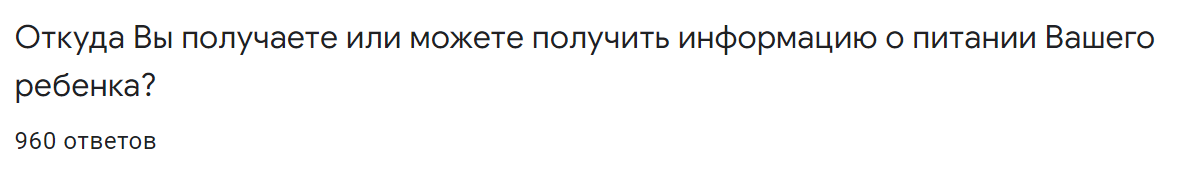 Откуда Вы получаете или можете получить информацию о питании Вашего
ребенка?
960 ответов